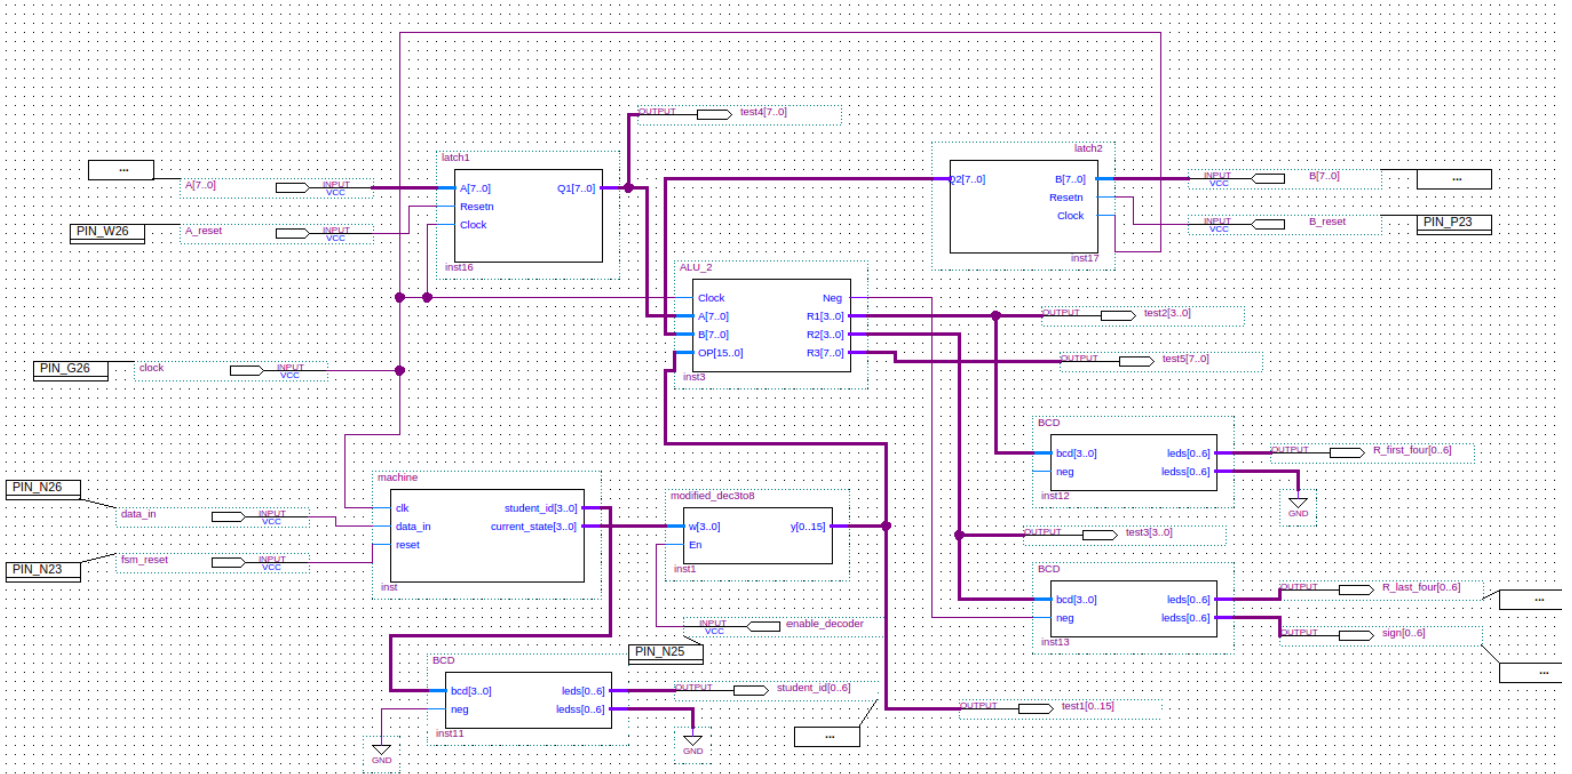 OUTPUT
test4[7..0]
latch1
latch2
...
A[7..0]
INPUT
VCC
A[7..0]
Q1[7..0]
Resetn
Clock
inst16
PIN_W26
A_reset
INPUT
VCC
Q2[7..0]
B[7..0]
Resetn
Clock
inst17
INPUT
VCC
B[7..0]
...
INPUT
VCC
B_reset
PIN_P23
ALU_2
Clock
Neg
A[7..0]
R1[3..0]
B[7..0]
R2[3..0]
OP[15..0]
R3[7..0]
inst3
OUTPUT
test2[3..0]
OUTPUT
test5[7..0]
PIN_G26
clock
INPUT
VCC
BCD
bcd[3..0]
leds[0..6]
neg
ledss[0..6]
inst12
OUTPUT
R_first_four[0..6]
GND
machine
clk
student_id[3..0]
data_in
current_state[3..0]
reset
inst
PIN_N26
data_in
INPUT
VCC
fsm_reset
INPUT
VCC
PIN_N23
modified_dec3to8
w[3..0]
y[0..15]
En
inst1
OUTPUT
test3[3..0]
BCD
bcd[3..0]
leds[0..6]
neg
ledss[0..6]
inst13
OUTPUT
R_last_four[0..6]
...
OUTPUT
sign[0..6]
...
INPUT
VCC
enable_decoder
PIN_N25
BCD
bcd[3..0]
leds[0..6]
neg
ledss[0..6]
inst11
OUTPUT
student_id[0..6]
...
OUTPUT
test1[0..15]
GND
GND